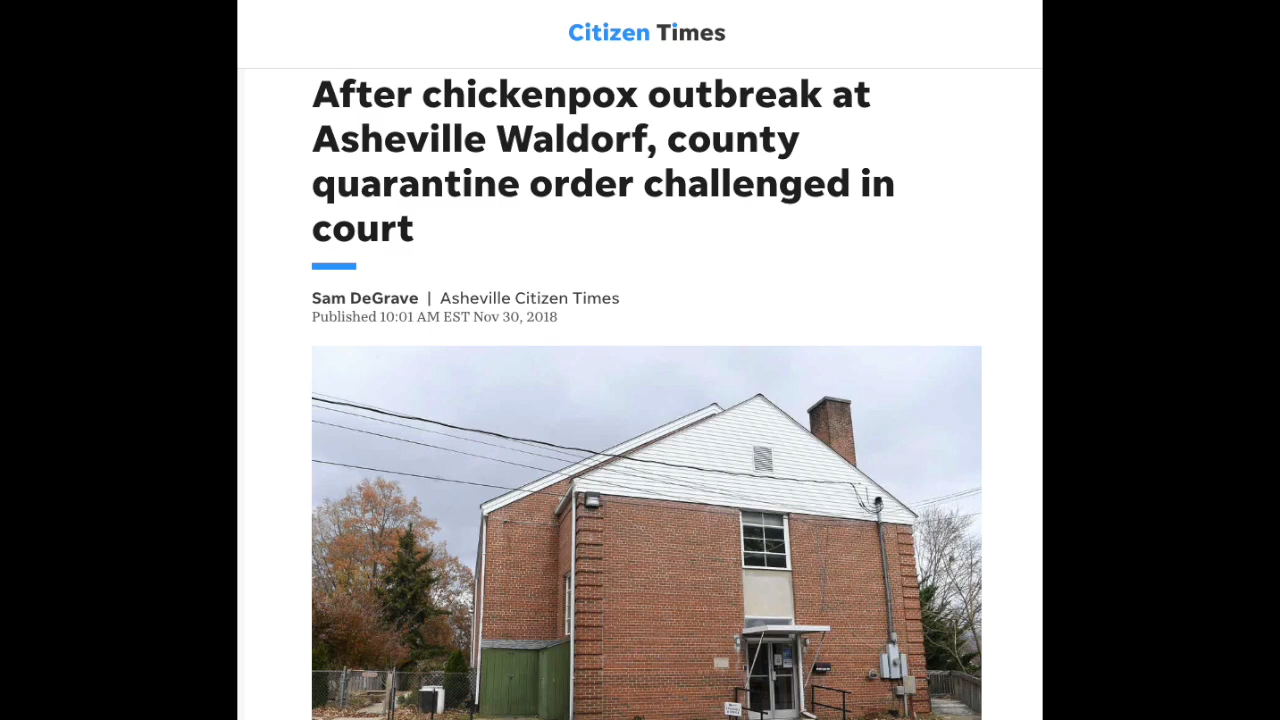 Citizen Times
After chickenpox outbreak at
Asheville Waldorf, county
quarantine order challenged in
court
Sam DeGrave | Asheville Citizen Times
Published 10:01 AM EST Nov 30, 2018